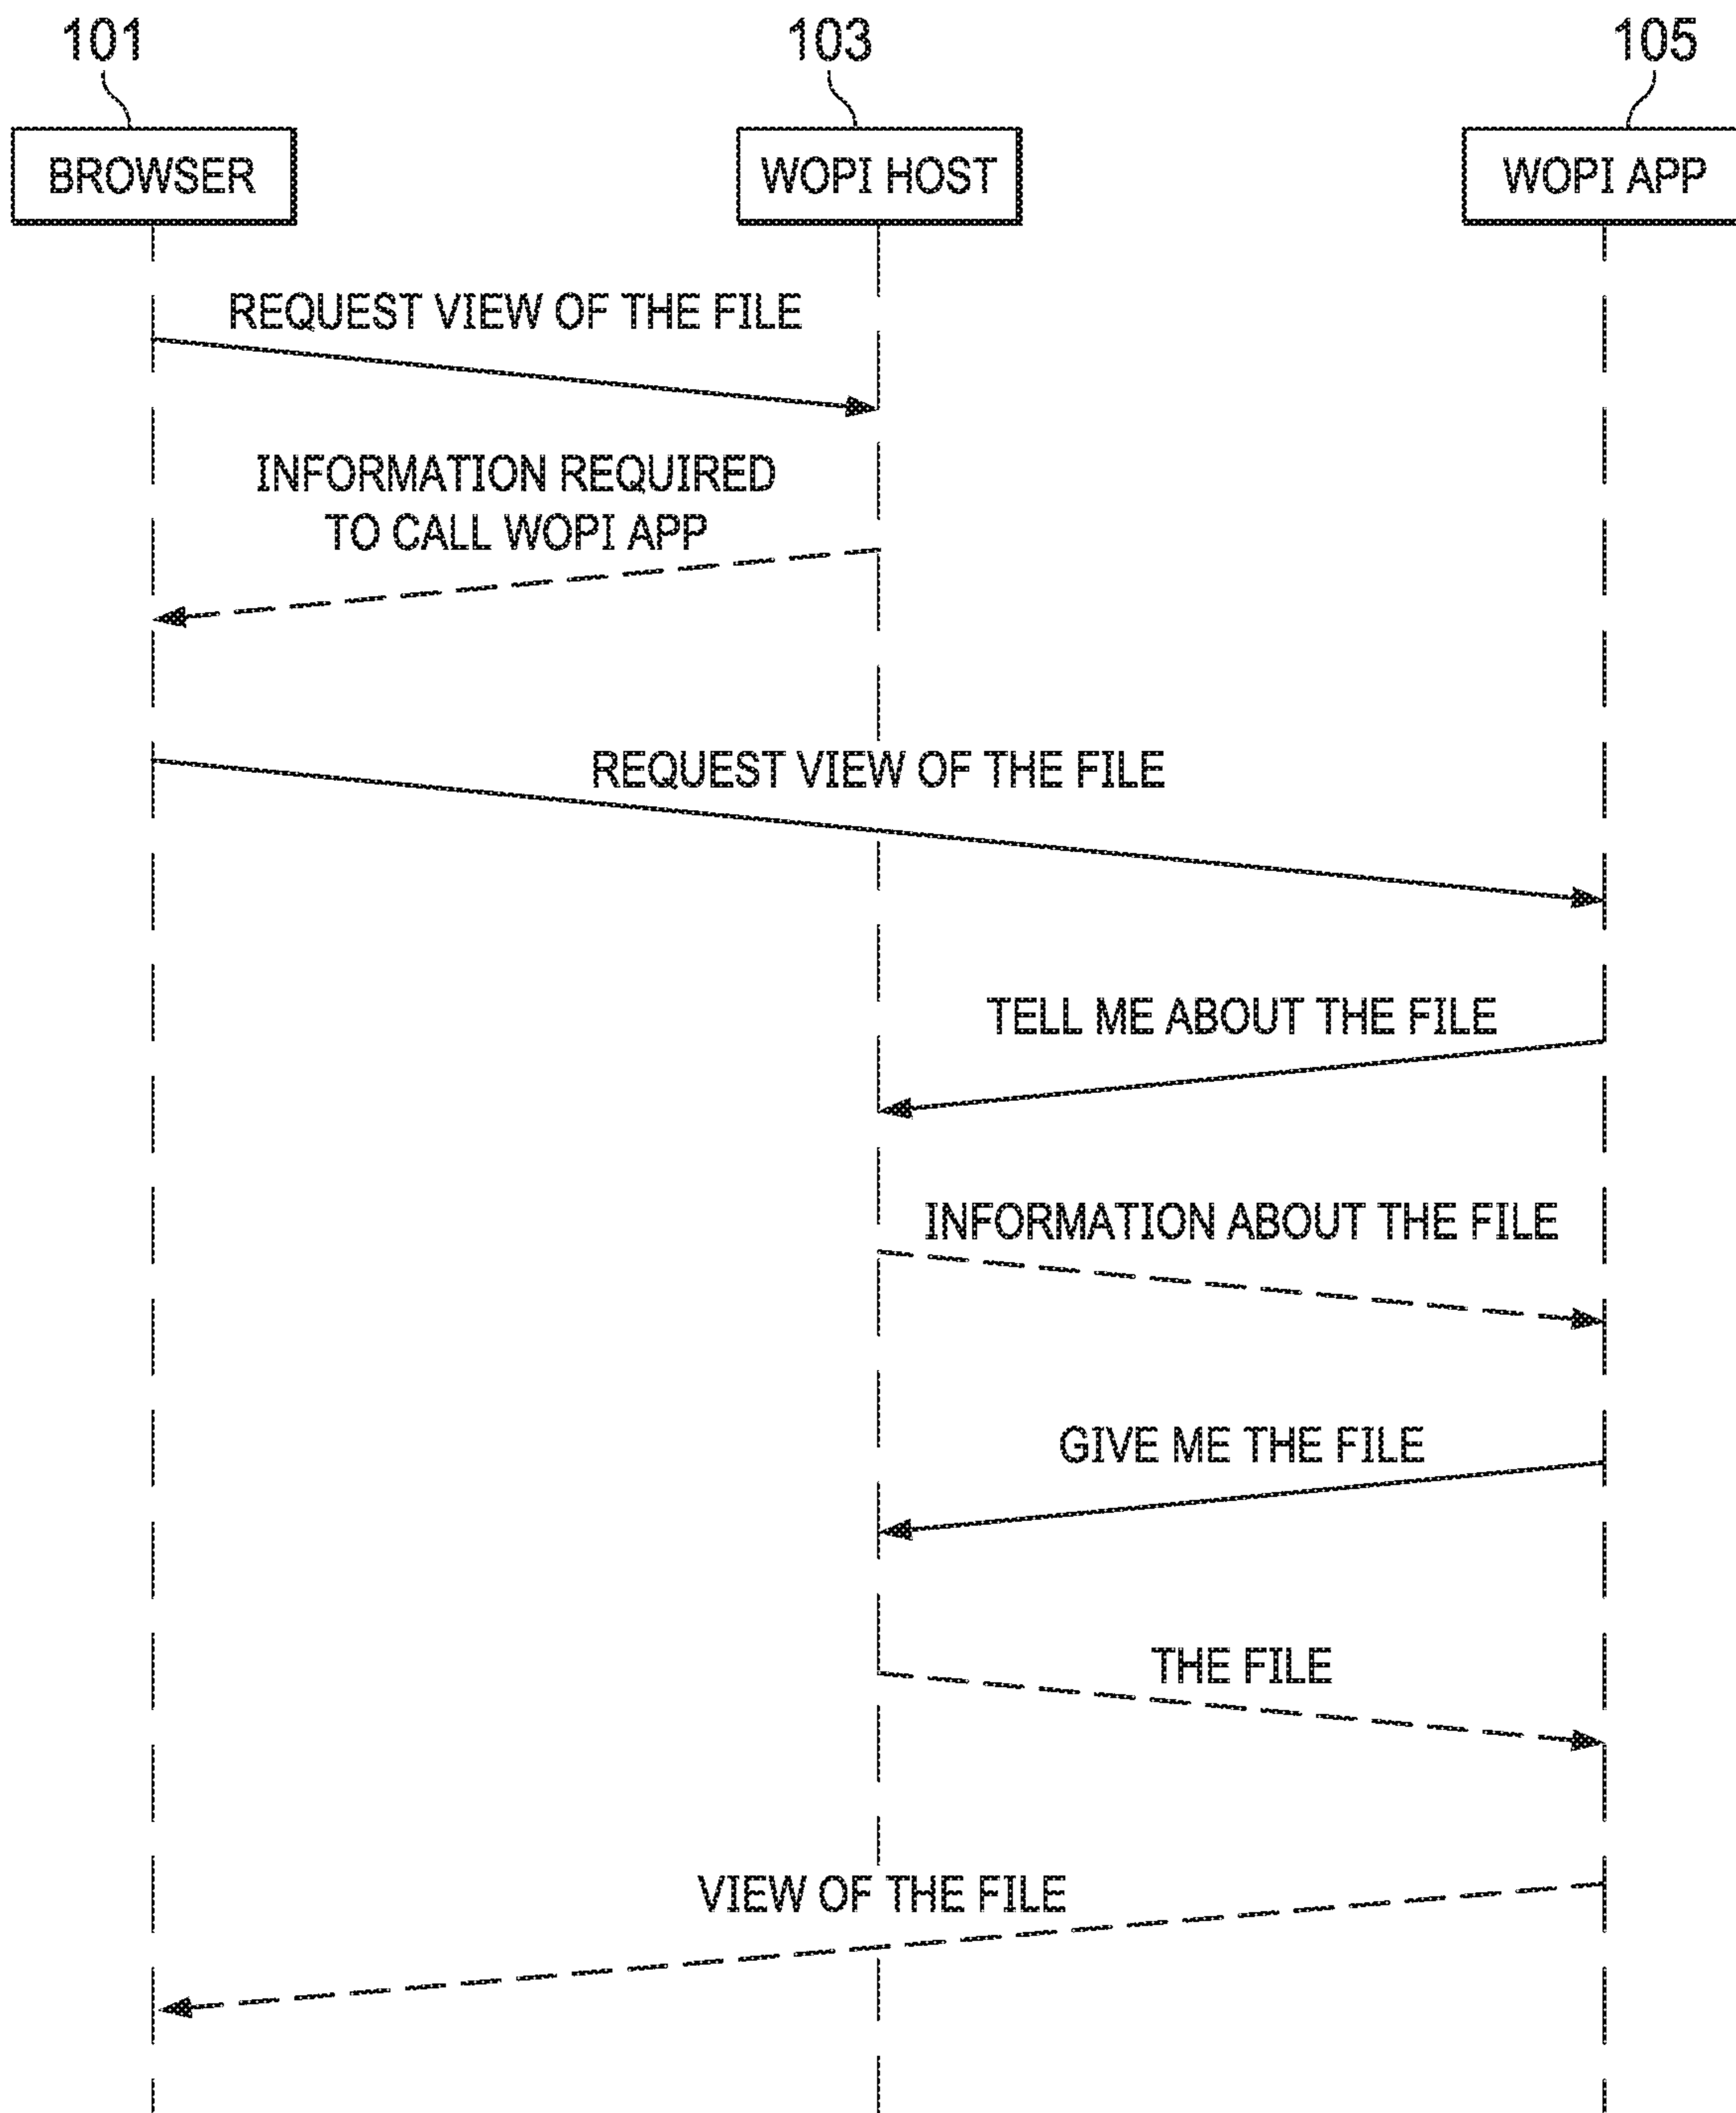 101
103
105
BROWSER
WOPI HOST
WOPI APP
REQUEST VIEW OF THE FILE
INFORMATION REQUIRED
TO CALL WOPI APP
REQUEST VIEW OF THE FILE
TELL ME ABOUT THE FILE
INFORMATION ABOUT THE FILE
GIVE ME THE FILE
THE FILE
VIEW OF THE FILE